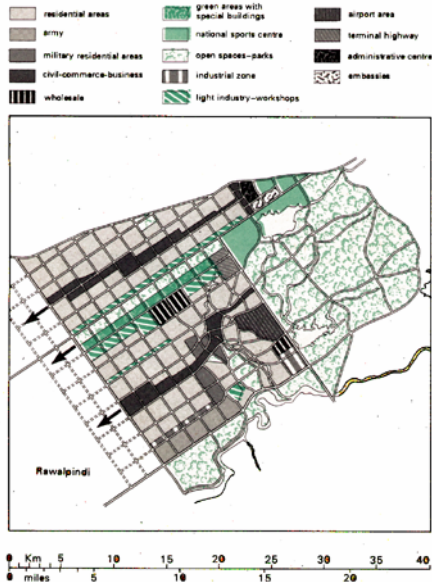 residential areas
army
military residential areas
civil-commerce-business
wholesale
green areas with
special buildings
national sports centre
open spaces-parks
industrial zone
light industry-workshops
airport area
terminal highway
administrative centre
embassies
Rawalpindi
0 Km 5 10 15 20 25 30 35 40
0 miles 5 10 15 20